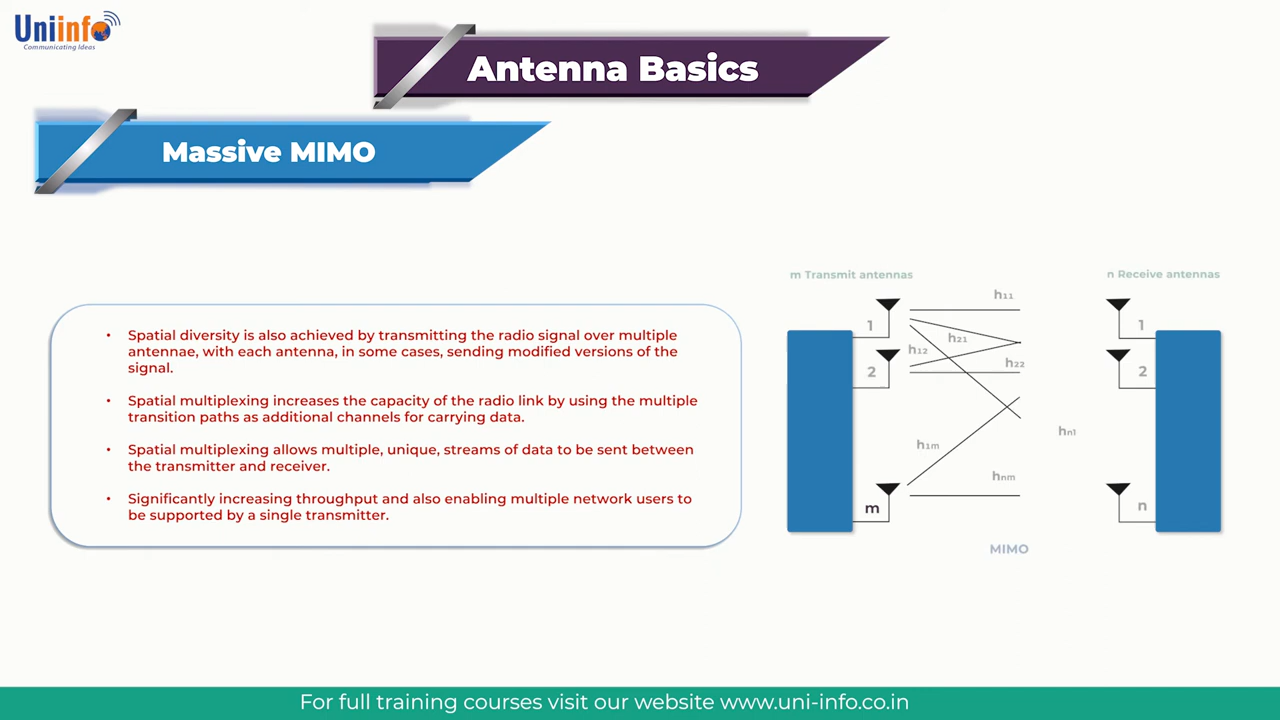 Uniinfo
Communicating Ideas
Antenna Basics
Massive MIMO
• Spatial diversity is also achieved by transmitting the radio signal over multiple
antennae, with each antenna, in some cases, sending modified versions of the
signal.
• Spatial multiplexing increases the capacity of the radio link by using the multiple
transition paths as additional channels for carrying data.
• Spatial multiplexing allows multiple, unique, streams of data to be sent between
the transmitter and receiver.
• Significantly increasing throughput and also enabling multiple network users to
be supported by a single transmitter.
m Transmit antennas
n Receive antennas
h₁₁
1
1
h₂₁
h₁₂
h₂₂
2
2
hₙ₁
h₁ₘ
hₙₘ
m
n
MIMO
For full training courses visit our website www.uni-info.co.in